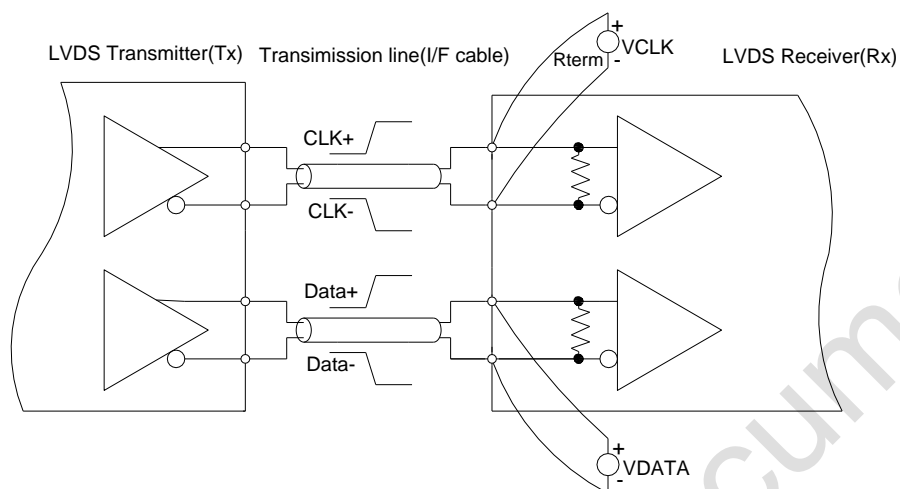 LVDS Transmitter(Tx)
Transimission line(I/F cable)
+
VCLK
-
Rterm
LVDS Receiver(Rx)
CLK+
CLK-
Data+
Data-
+
VDATA
-